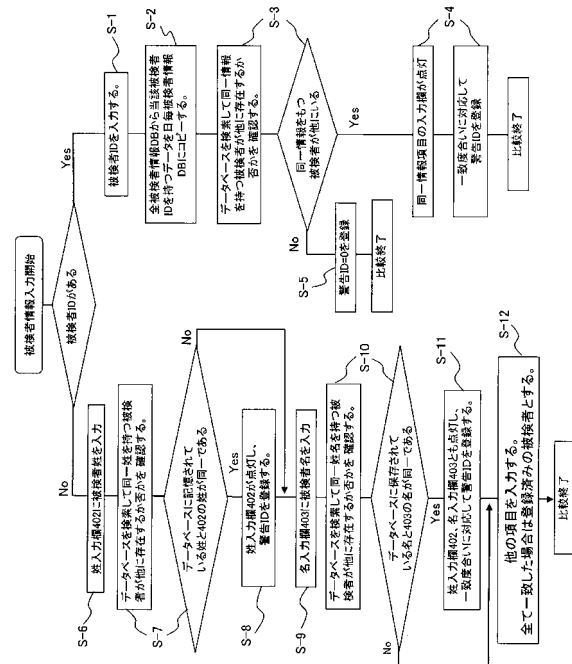 被検者情報入力開始
被検者IDがある
Yes
S-1
被検者IDを入力する。
S-2
全被検者情報DBから当該被検者
IDを持つデータを日毎被検者情報
DBにコピーする。
S-3
データベースを検索して同一情報
を持つ被検者が他に存在するか
否かを確認する。
同一情報をもつ
被検者が他にいる
No
S-5
警告ID=0を登録
比較終了
Yes
S-4
同一情報項目の入力欄が点灯
一致度合いに対応して
警告IDを登録
比較終了
No
S-6
姓入力欄402に被検者姓を入力
S-7
データベースを検索して同一姓を持つ被検
者が他に存在するか否かを確認する。
データベースに記憶されて
いる姓と402の姓が同一である
No
Yes
S-8
姓入力欄402が点灯し、
警告IDを登録する。
S-9
名入力欄403に被検者名を入力
S-10
データベースを検索して同一姓名を持つ被
検者が他に存在するか否かを確認する。
データベースに保存されて
いる名と403の名が同一である
No
Yes
S-11
姓入力欄402、名入力欄403とも点灯し、
一致度合いに対応して警告IDを登録する。
S-12
他の項目を入力する。
全て一致した場合は登録済みの被検者とする。
比較終了